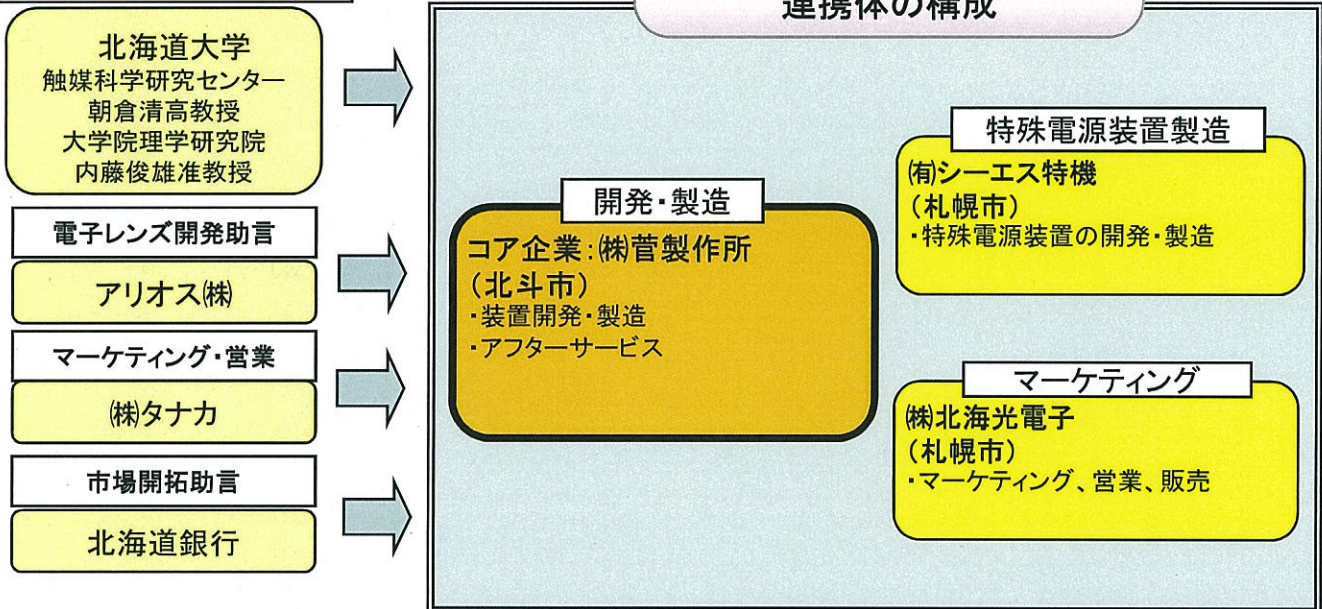 連携体の構成
北海道大学
触媒科学研究センター
朝倉清高教授
大学院理学研究院
内藤俊雄准教授
電子レンズ開発助言
アリオス㈱
マーケティング・営業
㈱タナカ
市場開拓助言
北海道銀行
開発・製造
コア企業:㈱菅製作所
(北斗市)
・装置開発・製造
・アフターサービス
特殊電源装置製造
㈲シーエス特機
(札幌市)
・特殊電源装置の開発・製造
マーケティング
㈱北海光電子
(札幌市)
・マーケティング、営業、販売